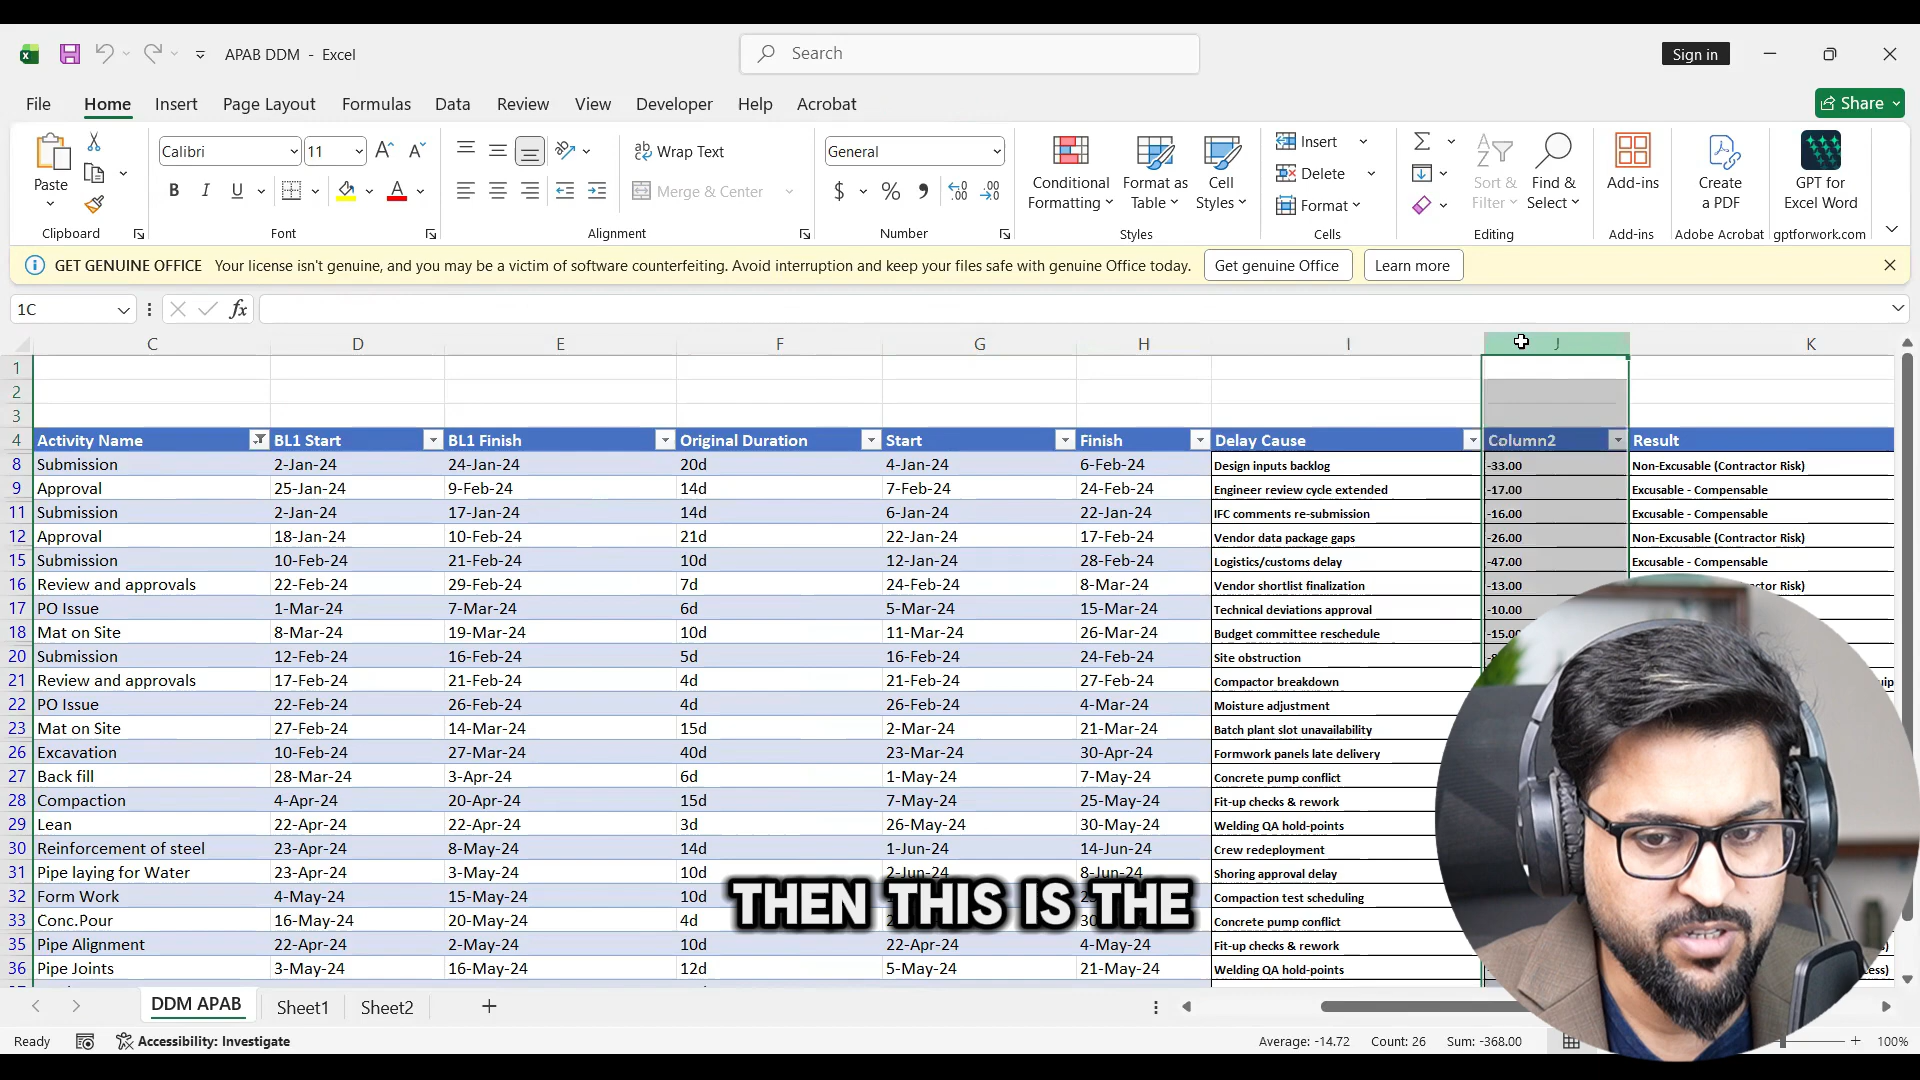 APAB DDM - Excel
Search
Sign in
File Home Insert Page Layout Formulas Data Review View Developer Help Acrobat
Share
Paste
Calibri 11
Wrap Text
Merge & Center
General
Conditional Formatting
Format as Table
Cell Styles
Insert
Delete
Format
Sort & Filter
Find & Select
Add-ins
Create a PDF
GPT for Excel Word
Clipboard Font Alignment Number Styles Cells Editing Add-ins Adobe Acrobat gptforwork.com
GET GENUINE OFFICE Your license isn't genuine, and you may be a victim of software counterfeiting. Avoid interruption and keep your files safe with genuine Office today. Get genuine Office Learn more
1C fx
C D E F G H I J K
1
2
3
4 Activity Name BL1 Start BL1 Finish Original Duration Start Finish Delay Cause Column2 Result
8 Submission 2-Jan-24 24-Jan-24 20d 4-Jan-24 6-Feb-24 Design inputs backlog -33.00 Non-Excusable (Contractor Risk)
9 Approval 25-Jan-24 9-Feb-24 14d 7-Feb-24 24-Feb-24 Engineer review cycle extended -17.00 Excusable - Compensable
11 Submission 2-Jan-24 17-Jan-24 14d 6-Jan-24 22-Jan-24 IFC comments re-submission -16.00 Excusable - Compensable
12 Approval 18-Jan-24 10-Feb-24 21d 22-Jan-24 17-Feb-24 Vendor data package gaps -26.00 Non-Excusable (Contractor Risk)
15 Submission 10-Feb-24 21-Feb-24 10d 12-Jan-24 28-Feb-24 Logistics/customs delay -47.00 Excusable - Compensable
16 Review and approvals 22-Feb-24 29-Feb-24 7d 24-Feb-24 8-Mar-24 Vendor shortlist finalization -13.00 ctor Risk)
17 PO Issue 1-Mar-24 7-Mar-24 6d 5-Mar-24 15-Mar-24 Technical deviations approval -10.00
18 Mat on Site 8-Mar-24 19-Mar-24 10d 11-Mar-24 26-Mar-24 Budget committee reschedule -15.00
20 Submission 12-Feb-24 16-Feb-24 5d 16-Feb-24 24-Feb-24 Site obstruction
21 Review and approvals 17-Feb-24 21-Feb-24 4d 21-Feb-24 27-Feb-24 Compactor breakdown
22 PO Issue 22-Feb-24 26-Feb-24 4d 26-Feb-24 4-Mar-24 Moisture adjustment
23 Mat on Site 27-Feb-24 14-Mar-24 15d 2-Mar-24 21-Mar-24 Batch plant slot unavailability
26 Excavation 10-Feb-24 27-Mar-24 40d 23-Mar-24 30-Apr-24 Formwork panels late delivery
27 Back fill 28-Mar-24 3-Apr-24 6d 1-May-24 7-May-24 Concrete pump conflict
28 Compaction 4-Apr-24 20-Apr-24 15d 7-May-24 25-May-24 Fit-up checks & rework
29 Lean 22-Apr-24 22-Apr-24 3d 26-May-24 30-May-24 Welding QA hold-points
30 Reinforcement of steel 23-Apr-24 8-May-24 14d 1-Jun-24 14-Jun-24 Crew redeployment
31 Pipe laying for Water 23-Apr-24 3-May-24 10d 2-Jun-24 8-Jun-24 Shoring approval delay
32 Form Work 4-May-24 15-May-24 10d Compaction test scheduling
33 Conc.Pour 16-May-24 20-May-24 4d Concrete pump conflict
35 Pipe Alignment 22-Apr-24 2-May-24 10d 22-Apr-24 4-May-24 Fit-up checks & rework
36 Pipe Joints 3-May-24 16-May-24 12d 5-May-24 21-May-24 Welding QA hold-points
THEN THIS IS THE
DDM APAB Sheet1 Sheet2
Ready Accessibility: Investigate Average: -14.72 Count: 26 Sum: -368.00 100%